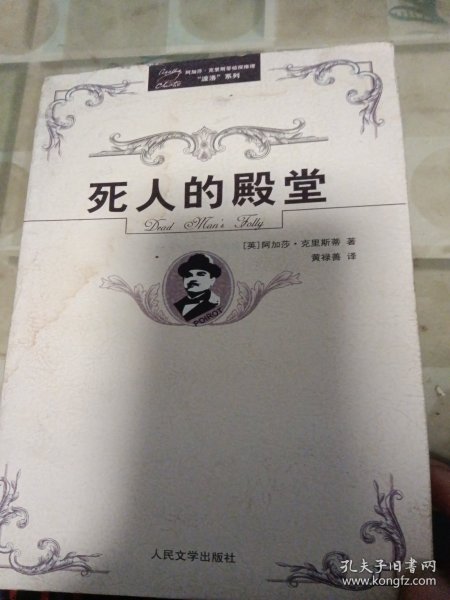 Agatha Christie
阿加莎·克里斯蒂侦探推理
“波洛”系列
死人的殿堂
Dead Man's Folly
[英]阿加莎·克里斯蒂 著
黄禄善 译
POIROT
人民文学出版社
孔夫子旧书网
www.kongfz.com